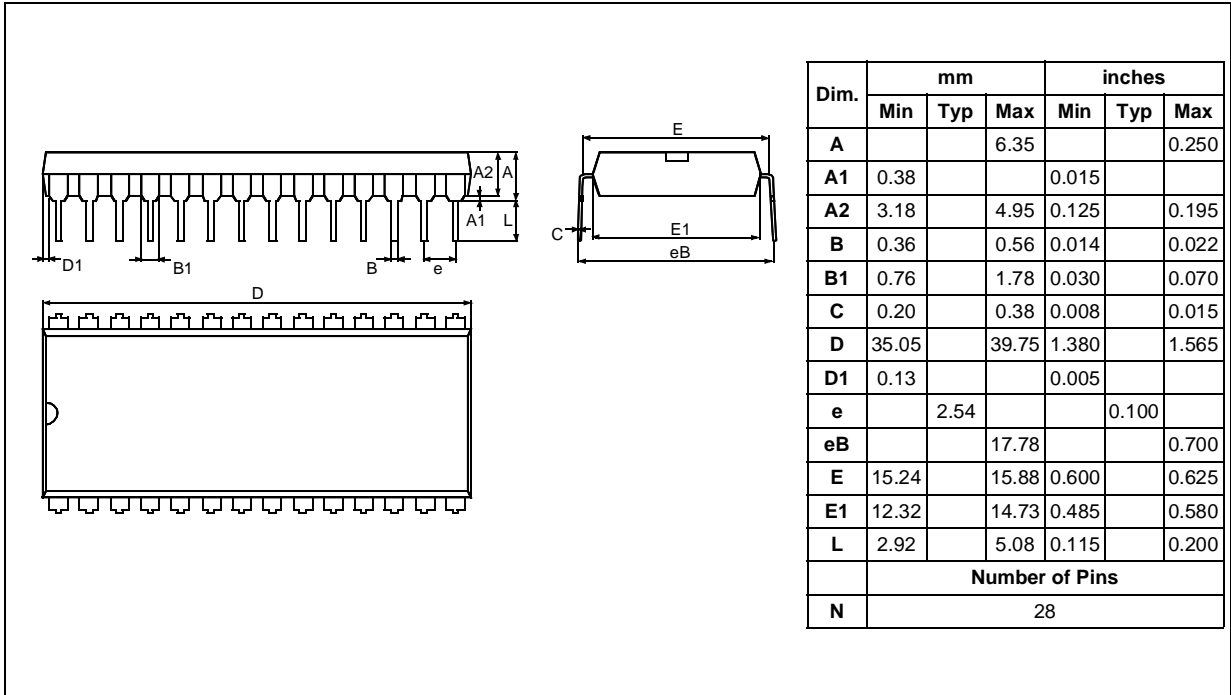 A2 A
A1 L
D1 B1 B e
D
E
C E1
eB
Dim. mm inches
Min Typ Max Min Typ Max
A 6.35 0.250
A1 0.38 0.015
A2 3.18 4.95 0.125 0.195
B 0.36 0.56 0.014 0.022
B1 0.76 1.78 0.030 0.070
C 0.20 0.38 0.008 0.015
D 35.05 39.75 1.380 1.565
D1 0.13 0.005
e 2.54 0.100
eB 17.78 0.700
E 15.24 15.88 0.600 0.625
E1 12.32 14.73 0.485 0.580
L 2.92 5.08 0.115 0.200
Number of Pins
N 28